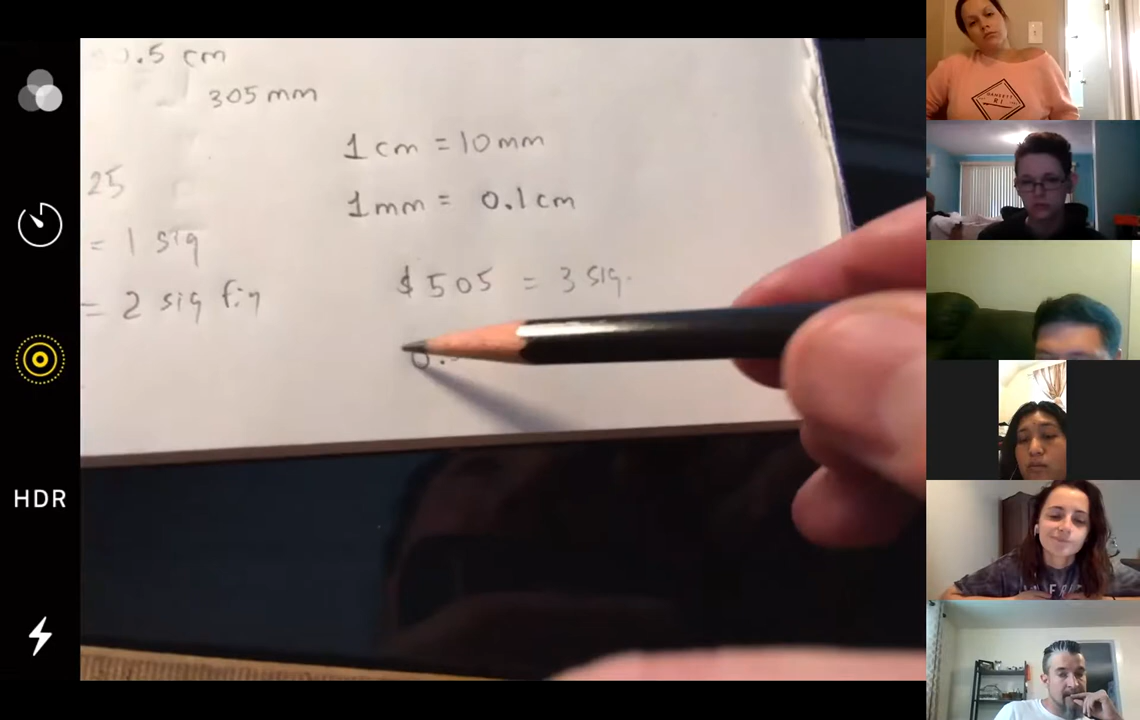 .5 cm
305 mm
1 cm = 10 mm
1 mm = 0.1 cm
25
= 1 sig
= 2 sig fig
$505 = 3 sig.
0.
HDR